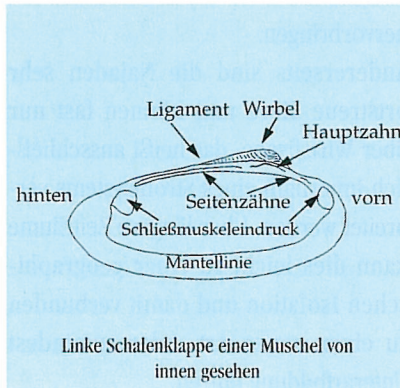 Ligament Wirbel
Hauptzahn
hinten
Seitenzähne
vorn
Schließmuskeleindruck
Mantellinie
Linke Schalenklappe einer Muschel von
innen gesehen